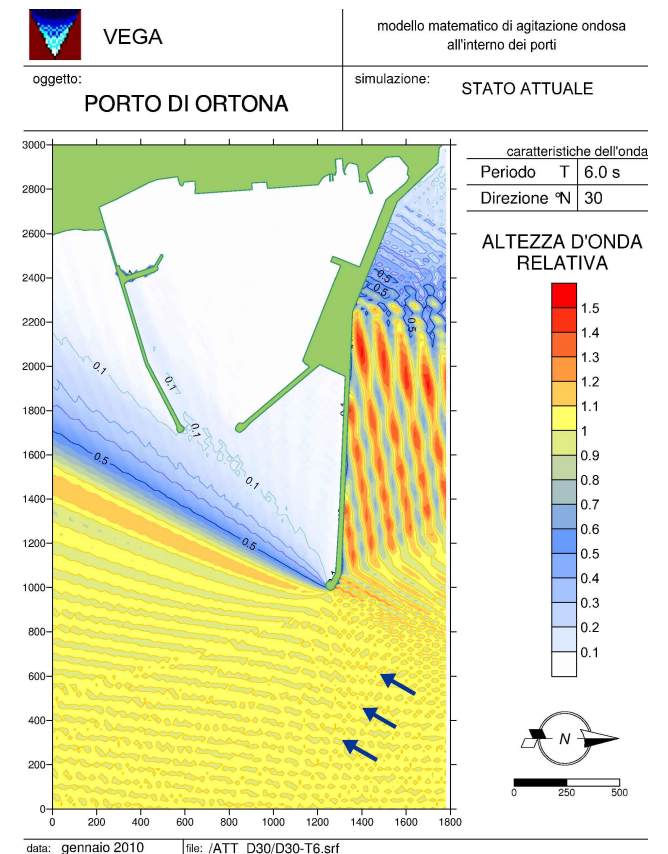 VEGA
modello matematico di agitazione ondosa
all'interno dei porti
oggetto:
PORTO DI ORTONA
simulazione:
STATO ATTUALE
caratteristiche dell'onda
Periodo T 6.0 s
Direzione °N 30
ALTEZZA D'ONDA
RELATIVA
1.5
1.4
1.3
1.2
1.1
1
0.9
0.8
0.7
0.6
0.5
0.4
0.3
0.2
0.1
N
0 250 500
3000
2800
2600
2400
2200
2000
1800
1600
1400
1200
1000
800
600
400
200
0
0 200 400 600 800 1000 1200 1400 1600 1800
0.5
0.5
0.5
0.1
0.1
0.1
0.1
0.5
0.5
data: gennaio 2010
file: /ATT_D30/D30-T6.srf